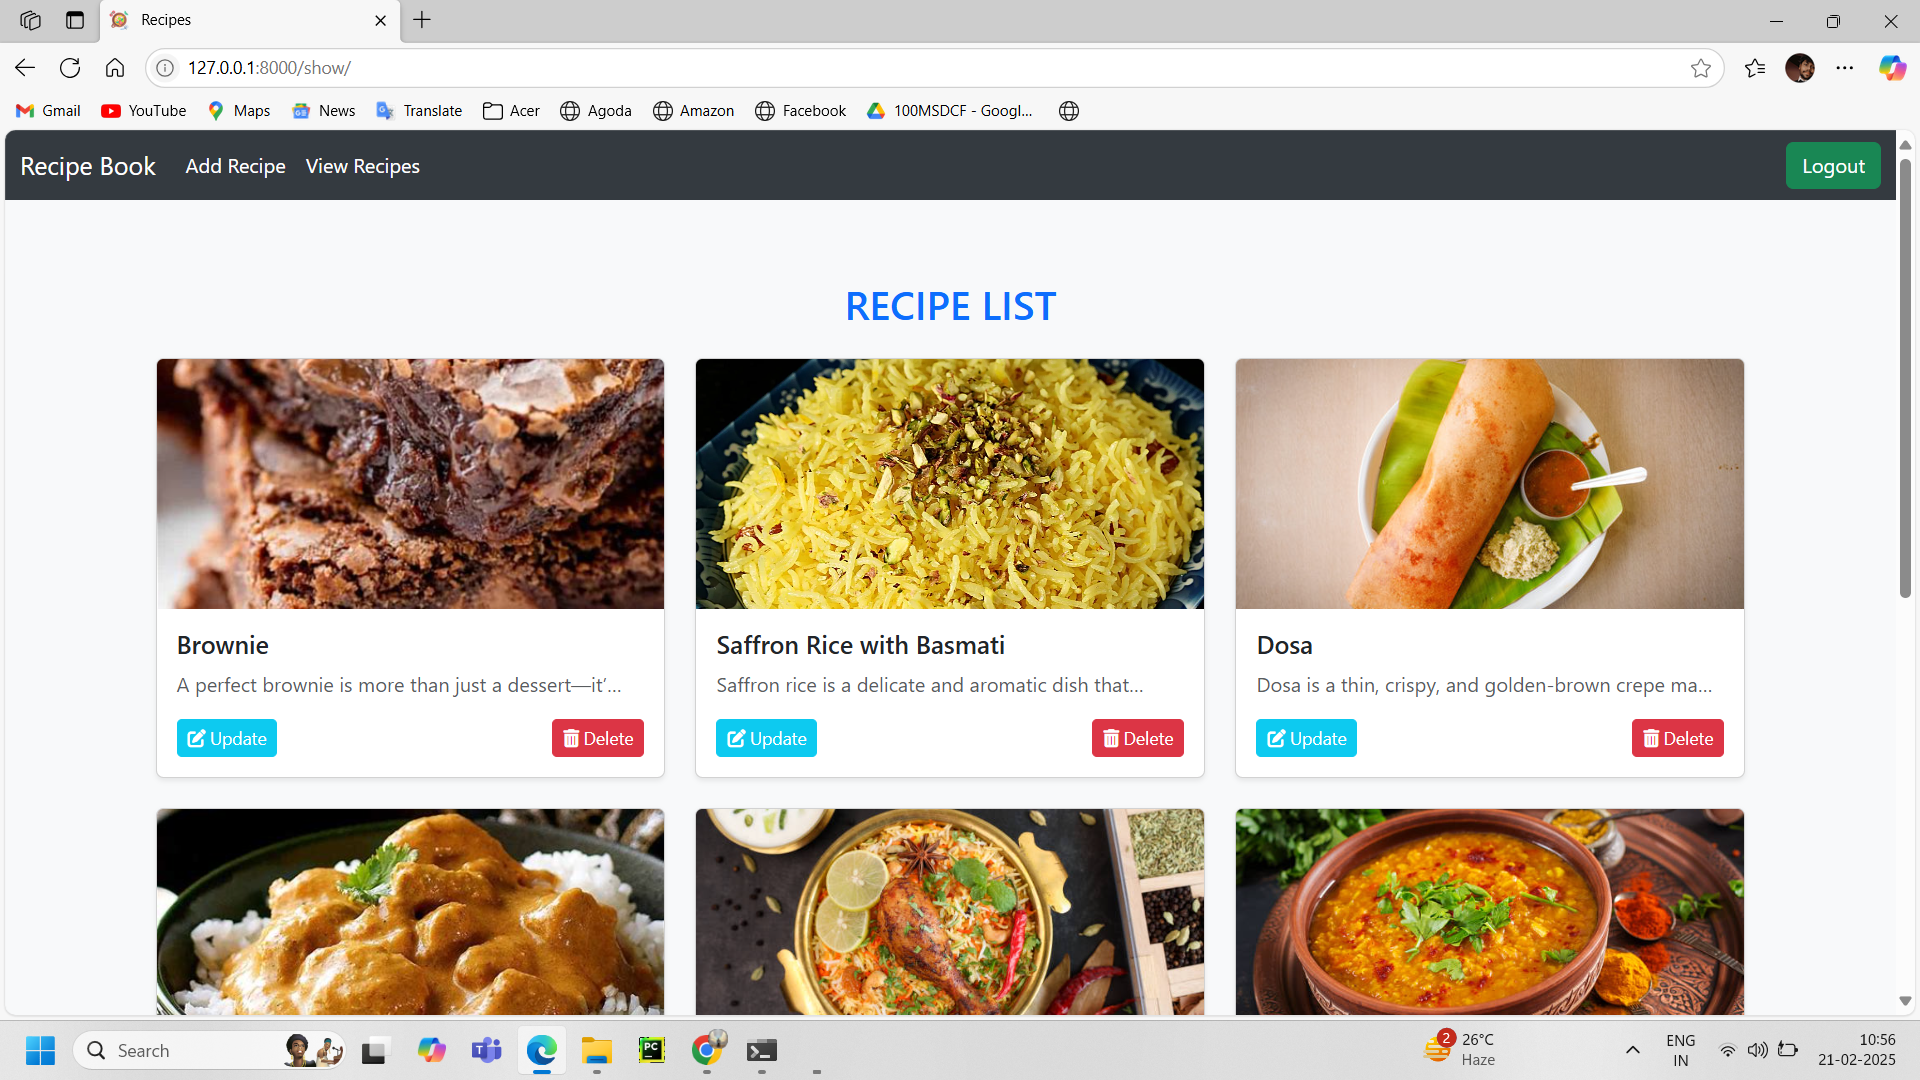 Recipes
127.0.0.1:8000/show/
Gmail YouTube Maps News Translate Acer Agoda Amazon Facebook 100MSDCF - Googl...
Recipe Book Add Recipe View Recipes Logout
RECIPE LIST
Brownie
A perfect brownie is more than just a dessert—it’...
Update Delete
Saffron Rice with Basmati
Saffron rice is a delicate and aromatic dish that...
Update Delete
Dosa
Dosa is a thin, crispy, and golden-brown crepe ma...
Update Delete
Search
PC
2
26°C
Haze
ENG
IN
10:56
21-02-2025